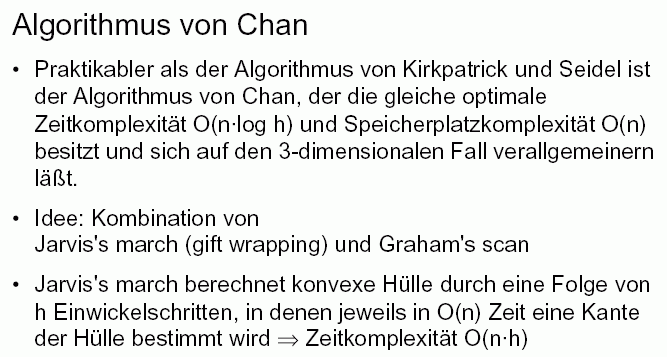 Algorithmus von Chan
• Praktikabler als der Algorithmus von Kirkpatrick und Seidel ist
der Algorithmus von Chan, der die gleiche optimale
Zeitkomplexität O(n·log h) und Speicherplatzkomplexität O(n)
besitzt und sich auf den 3-dimensionalen Fall verallgemeinern
läßt.
• Idee: Kombination von
Jarvis's march (gift wrapping) und Graham's scan
• Jarvis's march berechnet konvexe Hülle durch eine Folge von
h Einwickelschritten, in denen jeweils in O(n) Zeit eine Kante
der Hülle bestimmt wird ⇒ Zeitkomplexität O(n·h)